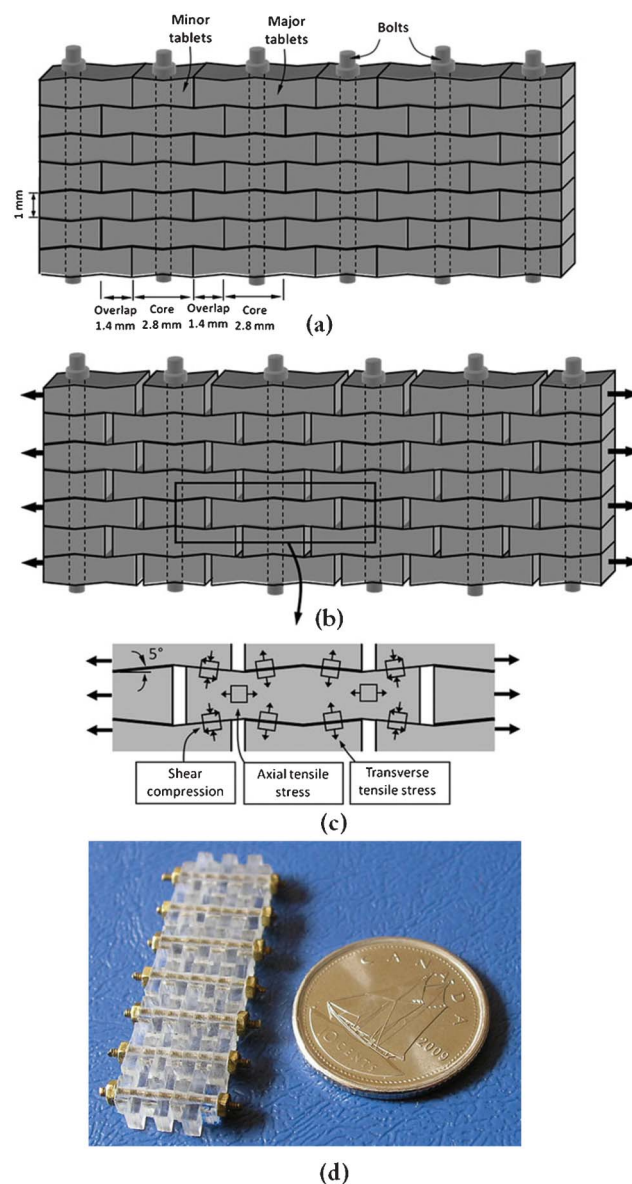 Minor
tablets
Major
tablets
Bolts
1 mm
Overlap Core Overlap Core
1.4 mm 2.8 mm 1.4 mm 2.8 mm
(a)
(b)
5°
Shear
compression
Axial tensile
stress
Transverse
tensile stress
(c)
CANADA
2009
10 CENTS
(d)